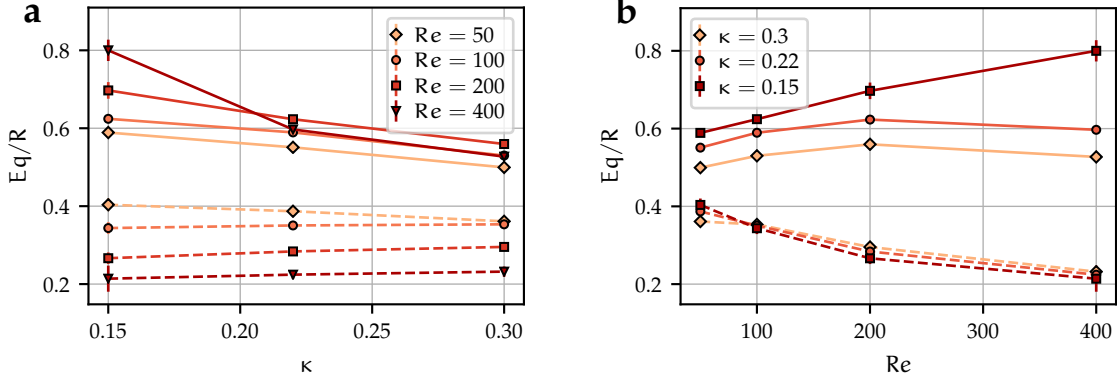 a
Eq/R
0.8
0.6
0.4
0.2
0.15
0.20
0.25
0.30
κ
Re = 50
Re = 100
Re = 200
Re = 400
b
Eq/R
0.8
0.6
0.4
0.2
100
200
300
400
Re
κ = 0.3
κ = 0.22
κ = 0.15